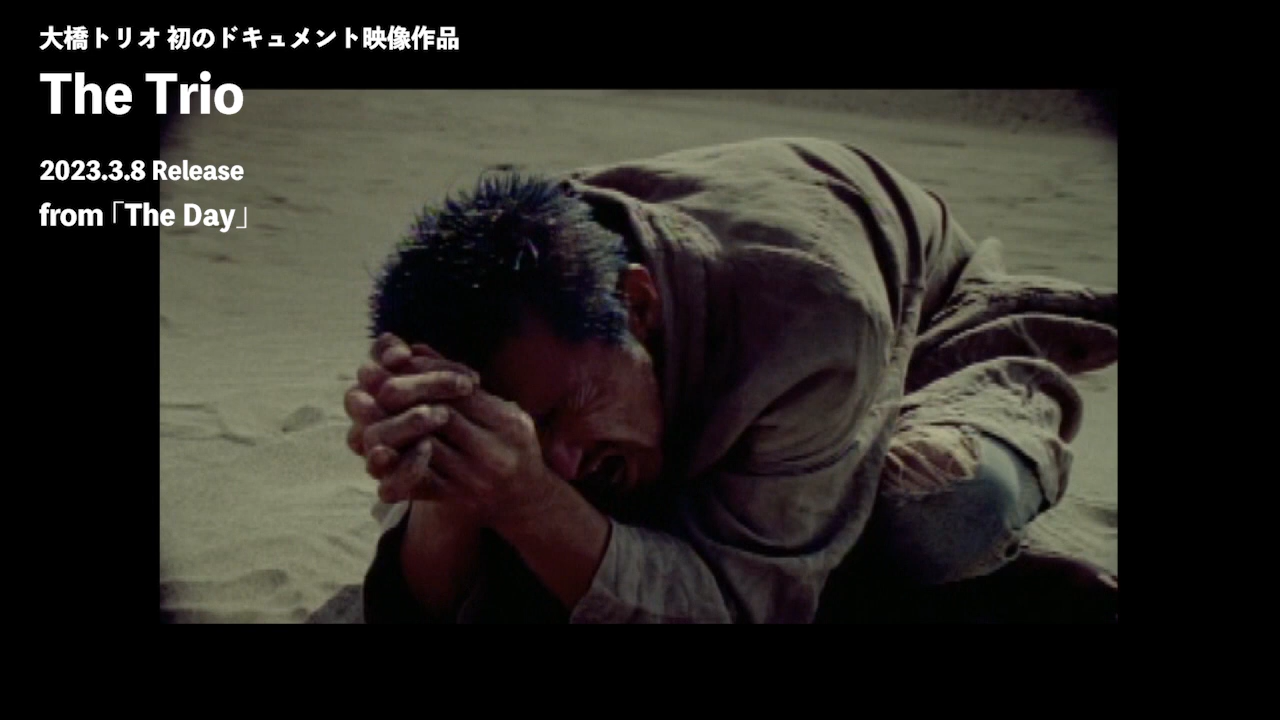 大橋トリオ 初のドキュメント映像作品
The Trio
2023.3.8 Release
from「The Day」